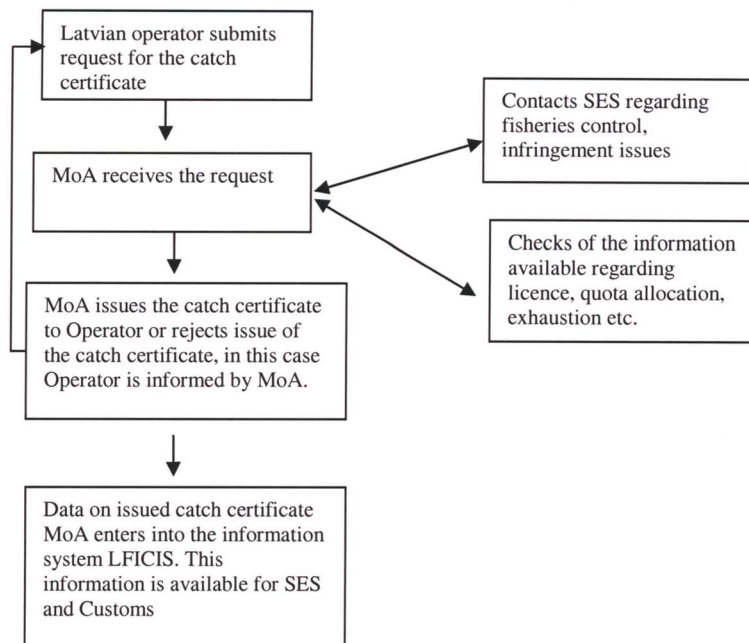 Latvian operator submits
request for the catch
certificate
Contacts SES regarding
fisheries control,
infringement issues
MoA receives the request
Checks of the information
available regarding
licence, quota allocation,
exhaustion etc.
MoA issues the catch certificate
to Operator or rejects issue of
the catch certificate, in this case
Operator is informed by MoA.
Data on issued catch certificate
MoA enters into the information
system LFICIS. This
information is available for SES
and Customs